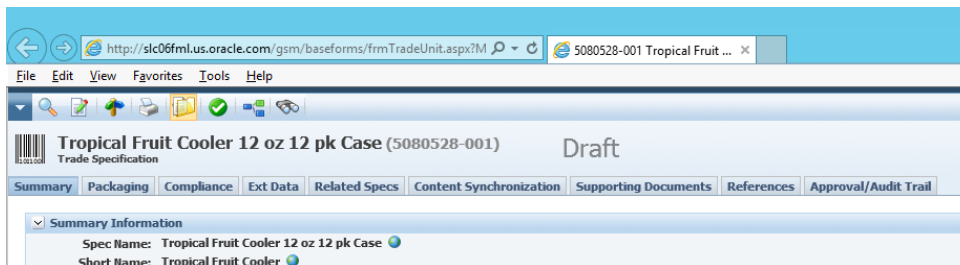 http://slc06fml.us.oracle.com/gsm/baseforms/frmTradeUnit.aspx?M
5080528-001 Tropical Fruit ...
File Edit View Favorites Tools Help
Tropical Fruit Cooler 12 oz 12 pk Case (5080528-001)
Draft
Trade Specification
Summary Packaging Compliance Ext Data Related Specs Content Synchronization Supporting Documents References Approval/Audit Trail
Summary Information
Spec Name: Tropical Fruit Cooler 12 oz 12 pk Case
Short Name: Tropical Fruit Cooler